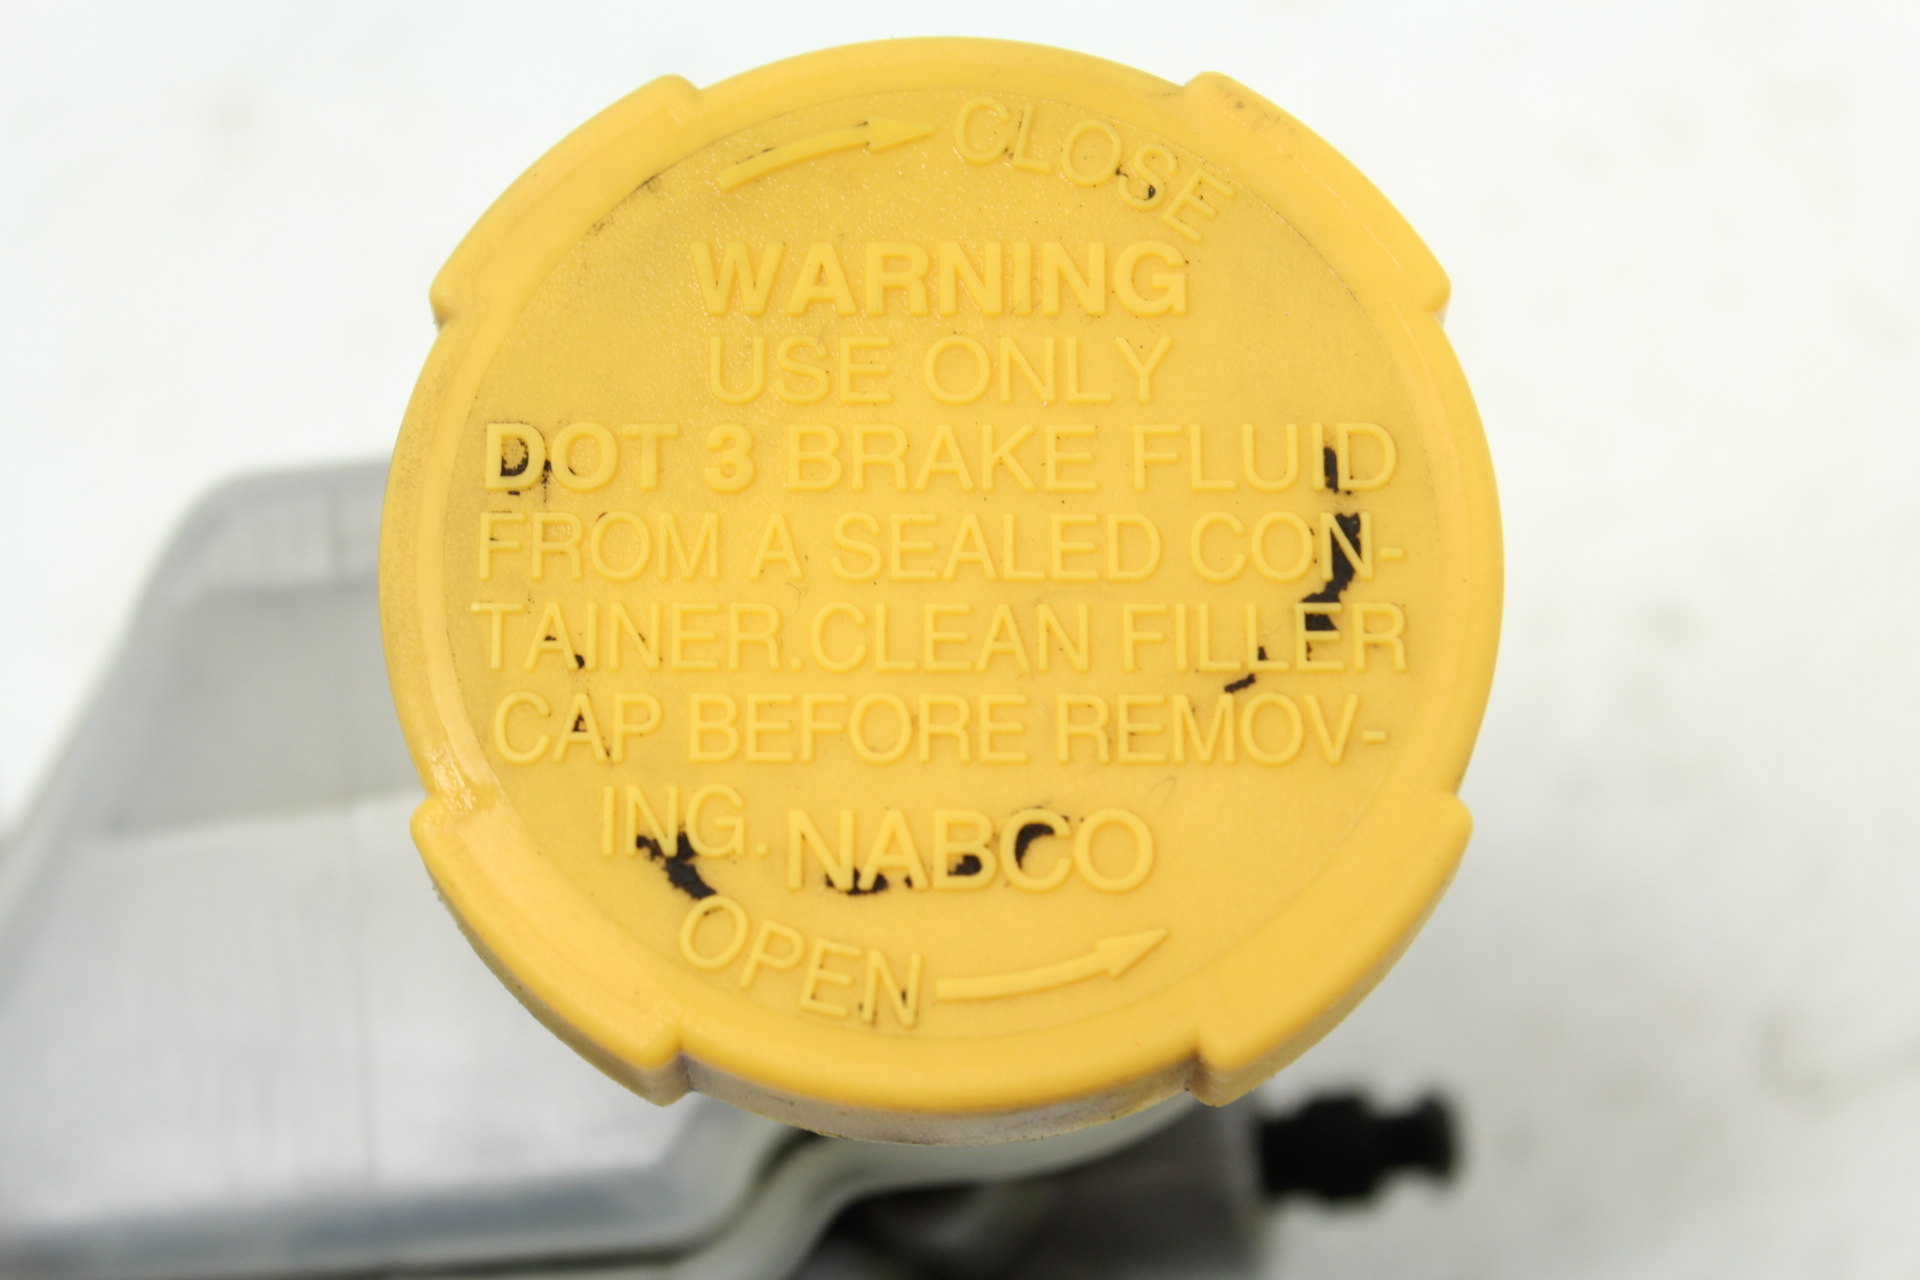 CLOSE
WARNING
USE ONLY
DOT 3 BRAKE FLUID
FROM A SEALED CON-
TAINER.CLEAN FILLER
CAP BEFORE REMOV-
ING. NABCO
OPEN